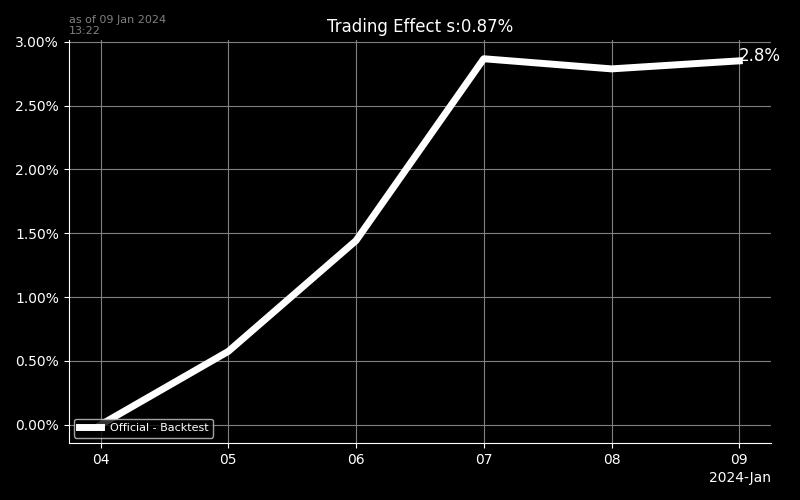 as of 09 Jan 2024
13:22
Trading Effect s:0.87%
3.00%
2.50%
2.00%
1.50%
1.00%
0.50%
0.00%
2.8%
Official - Backtest
04 05 06 07 08 09
2024-Jan